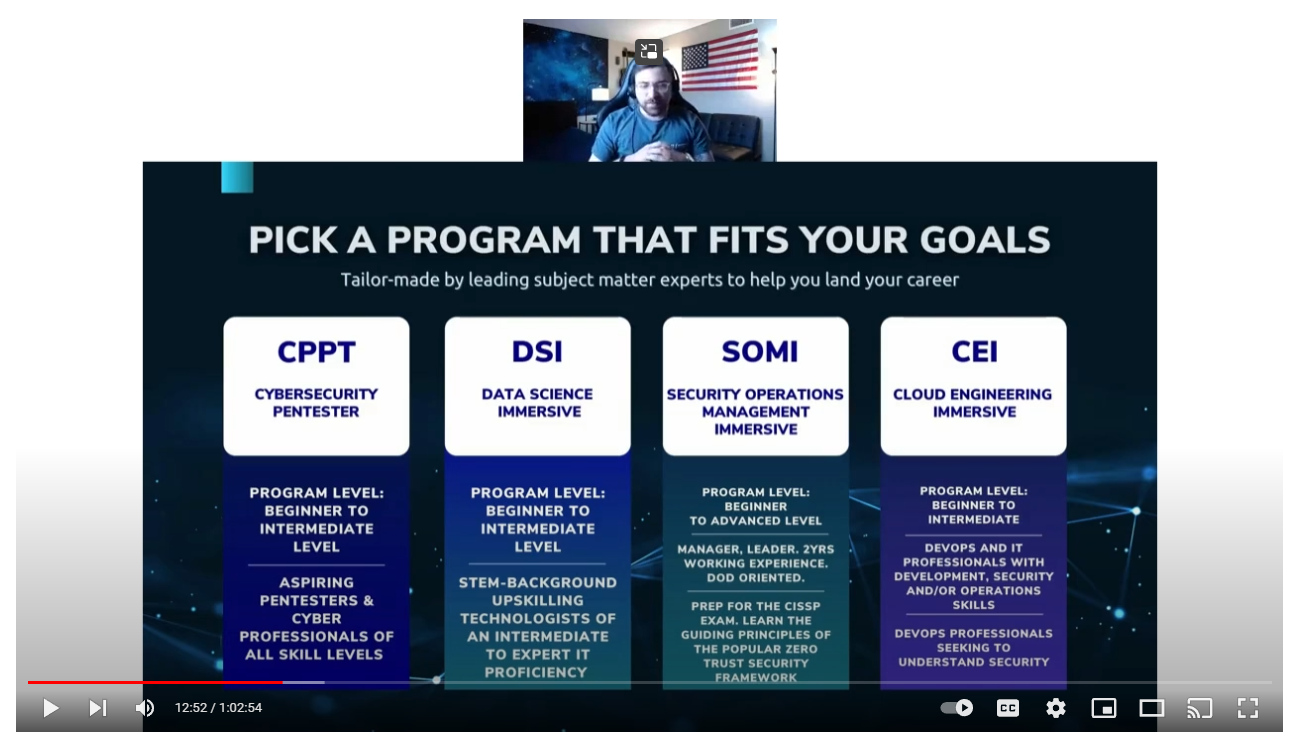 PICK A PROGRAM THAT FITS YOUR GOALS
Tailor-made by leading subject matter experts to help you land your career
CPPT
CYBERSECURITY
PENTESTER
PROGRAM LEVEL:
BEGINNER TO
INTERMEDIATE
LEVEL
ASPIRING
PENTESTERS &
CYBER
PROFESSIONALS OF
ALL SKILL LEVELS
DSI
DATA SCIENCE
IMMERSIVE
PROGRAM LEVEL:
BEGINNER TO
INTERMEDIATE
LEVEL
STEM-BACKGROUND
UPSKILLING
TECHNOLOGISTS OF
AN INTERMEDIATE
TO EXPERT IT
PROFICIENCY
SOMI
SECURITY OPERATIONS
MANAGEMENT
IMMERSIVE
PROGRAM LEVEL:
BEGINNER
TO ADVANCED LEVEL
MANAGER, LEADER. 2YRS
WORKING EXPERIENCE.
DOD ORIENTED.
PREP FOR THE CISSP
EXAM. LEARN THE
GUIDING PRINCIPLES OF
THE POPULAR ZERO
TRUST SECURITY
FRAMEWORK
CEI
CLOUD ENGINEERING
IMMERSIVE
PROGRAM LEVEL:
BEGINNER TO
INTERMEDIATE
DEVOPS AND IT
PROFESSIONALS WITH
DEVELOPMENT, SECURITY
AND/OR OPERATIONS
SKILLS
DEVOPS PROFESSIONALS
SEEKING TO
UNDERSTAND SECURITY
12:52 / 1:02:54
CC